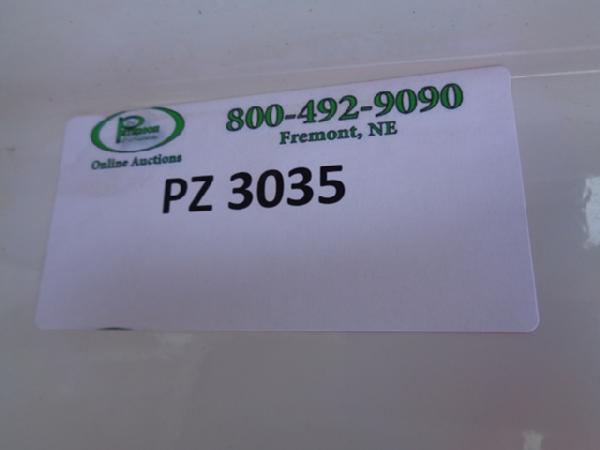 Online Auctions
800-492-9090
Fremont, NE
PZ 3035